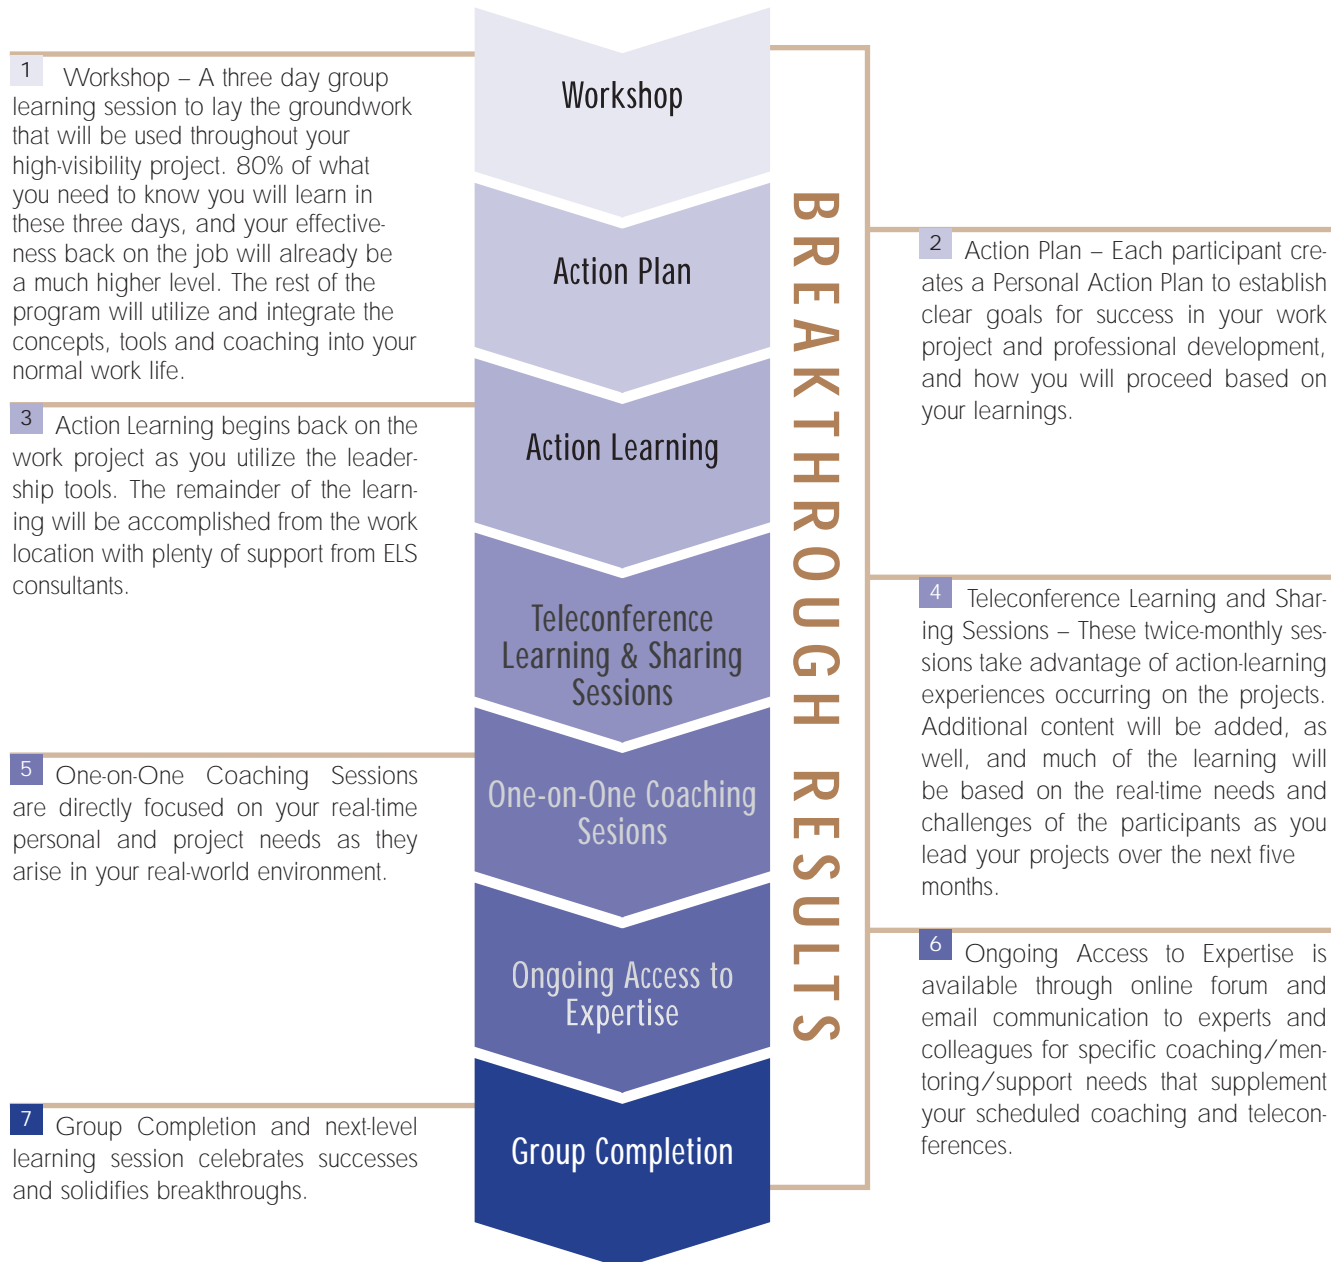 Workshop
Action Plan
Action Learning
Teleconference
Learning & Sharing
Sessions
One-on-One Coaching
Sesions
Ongoing Access to
Expertise
Group Completion
BREAKTHROUGH RESULTS
1 Workshop – A three day group
learning session to lay the groundwork
that will be used throughout your
high-visibility project. 80% of what
you need to know you will learn in
these three days, and your effective-
ness back on the job will already be
a much higher level. The rest of the
program will utilize and integrate the
concepts, tools and coaching into your
normal work life.
2 Action Plan – Each participant cre-
ates a Personal Action Plan to establish
clear goals for success in your work
project and professional development,
and how you will proceed based on
your learnings.
3 Action Learning begins back on the
work project as you utilize the leader-
ship tools. The remainder of the learn-
ing will be accomplished from the work
location with plenty of support from ELS
consultants.
4 Teleconference Learning and Shar-
ing Sessions – These twice-monthly ses-
sions take advantage of action-learning
experiences occurring on the projects.
Additional content will be added, as
well, and much of the learning will
be based on the real-time needs and
challenges of the participants as you
lead your projects over the next five
months.
5 One-on-One Coaching Sessions
are directly focused on your real-time
personal and project needs as they
arise in your real-world environment.
6 Ongoing Access to Expertise is
available through online forum and
email communication to experts and
colleagues for specific coaching/men-
toring/support needs that supplement
your scheduled coaching and telecon-
ferences.
7 Group Completion and next-level
learning session celebrates successes
and solidifies breakthroughs.